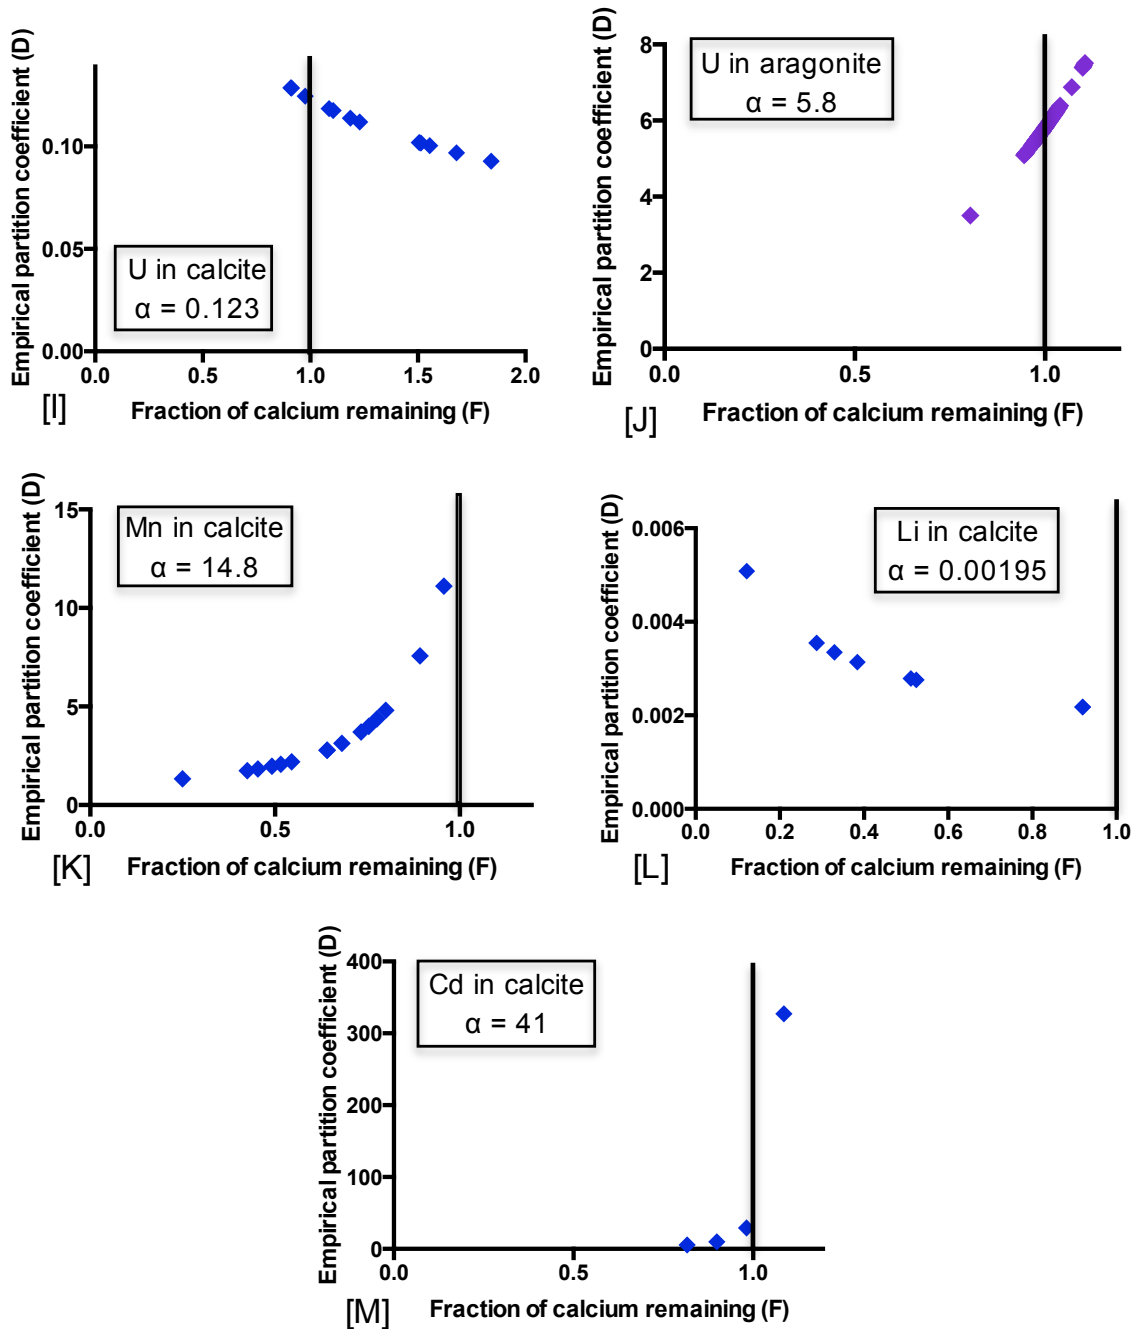 Empirical partition coefficient (D)
0.10
0.05
0.00
U in calcite
α = 0.123
0.0 0.5 1.0 1.5 2.0
[I] Fraction of calcium remaining (F)
Empirical partition coefficient (D)
8
6
4
2
0
U in aragonite
α = 5.8
0.0 0.5 1.0
[J] Fraction of calcium remaining (F)
Empirical partition coefficient (D)
15
10
5
0
Mn in calcite
α = 14.8
0.0 0.5 1.0
[K] Fraction of calcium remaining (F)
Empirical partition coefficient (D)
0.006
0.004
0.002
0.000
Li in calcite
α = 0.00195
0.0 0.2 0.4 0.6 0.8 1.0
[L] Fraction of calcium remaining (F)
Empirical partition coefficient (D)
400
300
200
100
0
Cd in calcite
α = 41
0.0 0.5 1.0
[M] Fraction of calcium remaining (F)